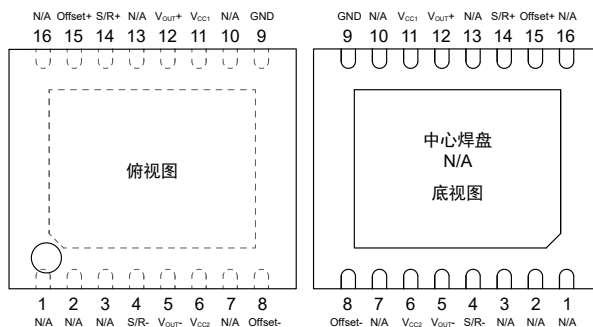 N/A Offset+ S/R+ N/A VOUT+ VCC1 N/A GND
16 15 14 13 12 11 10 9
俯视图
1 2 3 4 5 6 7 8
N/A N/A N/A S/R- VOUT- VCC2 N/A Offset-
GND N/A VCC1 VOUT+ N/A S/R+ Offset+ N/A
9 10 11 12 13 14 15 16
中心焊盘
N/A
底视图
8 7 6 5 4 3 2 1
Offset- N/A VCC2 VOUT- S/R- N/A N/A N/A